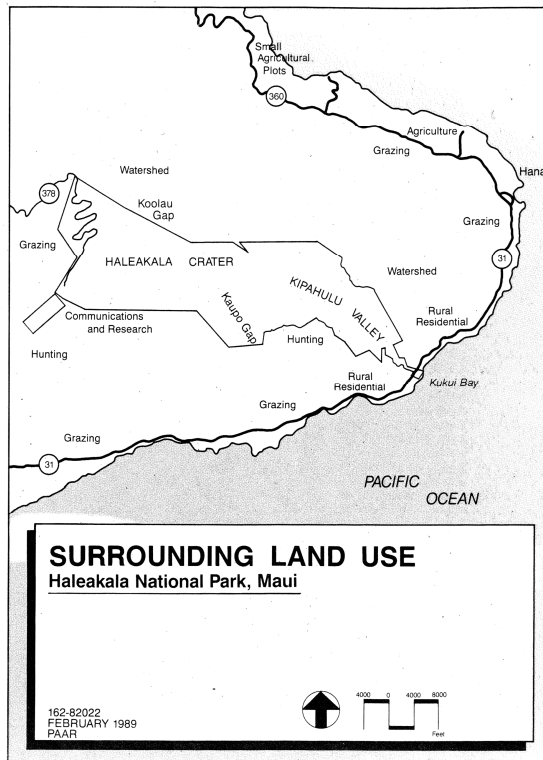 Small
Agricultural
Plots
360
Agriculture
Grazing
Hana
Watershed
378
Koolau
Gap
Grazing
Grazing
HALEAKALA CRATER
31
Watershed
KIPAHULU VALLEY
Kaupo Gap
Communications
and Research
Rural
Residential
Hunting
Hunting
Rural
Residential
Kukui Bay
Grazing
Grazing
31
PACIFIC
OCEAN
SURROUNDING LAND USE
Haleakala National Park, Maui
162-82022
FEBRUARY 1989
PAAR
4000 0 4000 8000
Feet